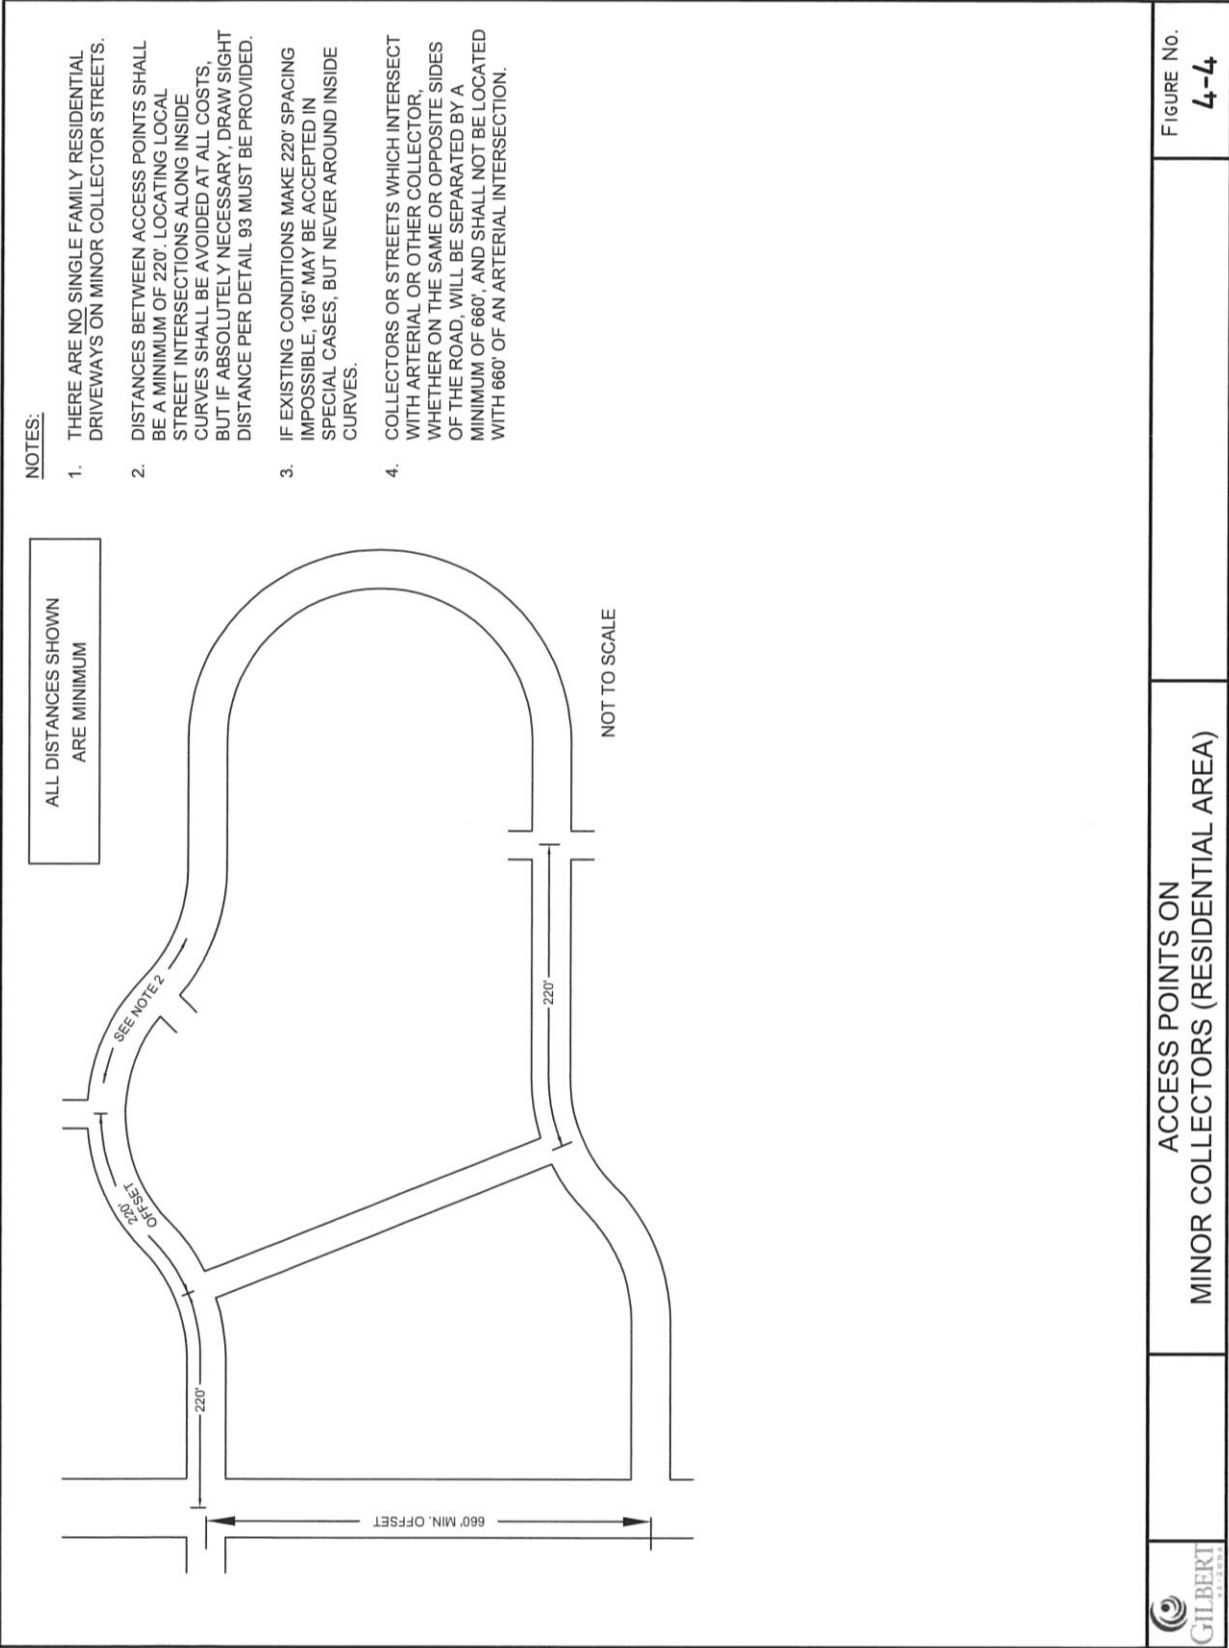 ALL DISTANCES SHOWN
ARE MINIMUM
SEE NOTE 2
220'
OFFSET
220'
220'
660' MIN. OFFSET
NOT TO SCALE
NOTES:
1. THERE ARE NO SINGLE FAMILY RESIDENTIAL
DRIVEWAYS ON MINOR COLLECTOR STREETS.
2. DISTANCES BETWEEN ACCESS POINTS SHALL
BE A MINIMUM OF 220'. LOCATING LOCAL
STREET INTERSECTIONS ALONG INSIDE
CURVES SHALL BE AVOIDED AT ALL COSTS,
BUT IF ABSOLUTELY NECESSARY, DRAW SIGHT
DISTANCE PER DETAIL 93 MUST BE PROVIDED.
3. IF EXISTING CONDITIONS MAKE 220' SPACING
IMPOSSIBLE, 165' MAY BE ACCEPTED IN
SPECIAL CASES, BUT NEVER AROUND INSIDE
CURVES.
4. COLLECTORS OR STREETS WHICH INTERSECT
WITH ARTERIAL OR OTHER COLLECTOR,
WHETHER ON THE SAME OR OPPOSITE SIDES
OF THE ROAD, WILL BE SEPARATED BY A
MINIMUM OF 660', AND SHALL NOT BE LOCATED
WITH 660' OF AN ARTERIAL INTERSECTION.
GILBERT
ARIZONA
ACCESS POINTS ON
MINOR COLLECTORS (RESIDENTIAL AREA)
FIGURE NO.
4-4